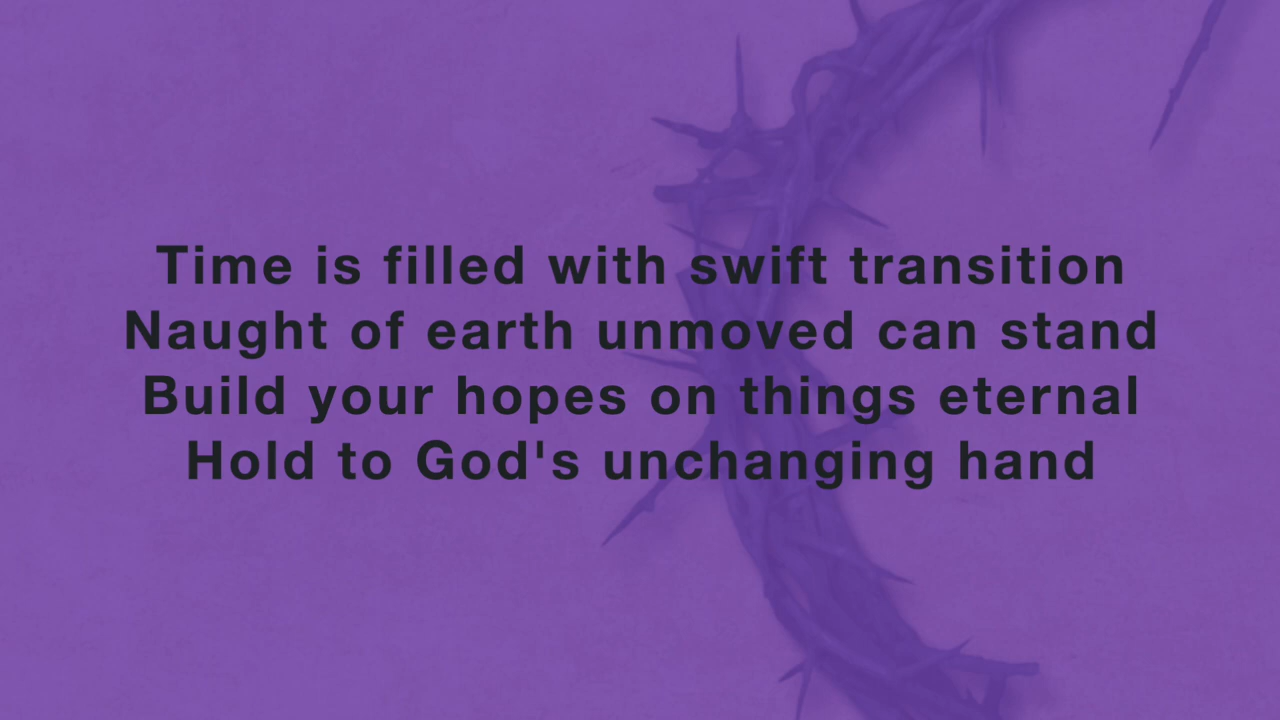 Time is filled with swift transition
Naught of earth unmoved can stand
Build your hopes on things eternal
Hold to God's unchanging hand